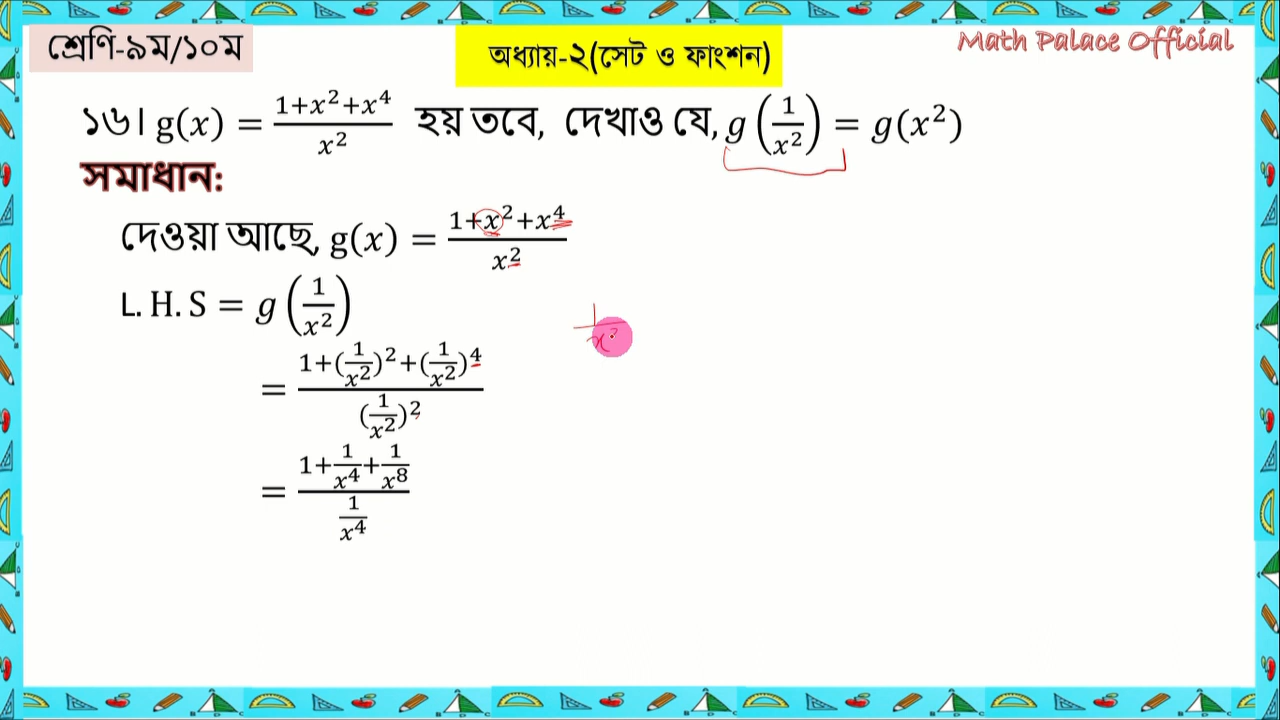 শ্রেণি-৯ম/১০ম
অধ্যায়-২(সেট ও ফাংশন)
Math Palace Official
১৬। g(x) = (1+x²+x⁴)/x² হয় তবে, দেখাও যে, g(1/x²) = g(x²)
সমাধান:
দেওয়া আছে, g(x) = (1+x²+x⁴)/x²
L. H. S = g(1/x²)
= (1+(1/x²)²+(1/x²)⁴)/(1/x²)²
= (1+1/x⁴+1/x⁸)/(1/x⁴)
1/x²